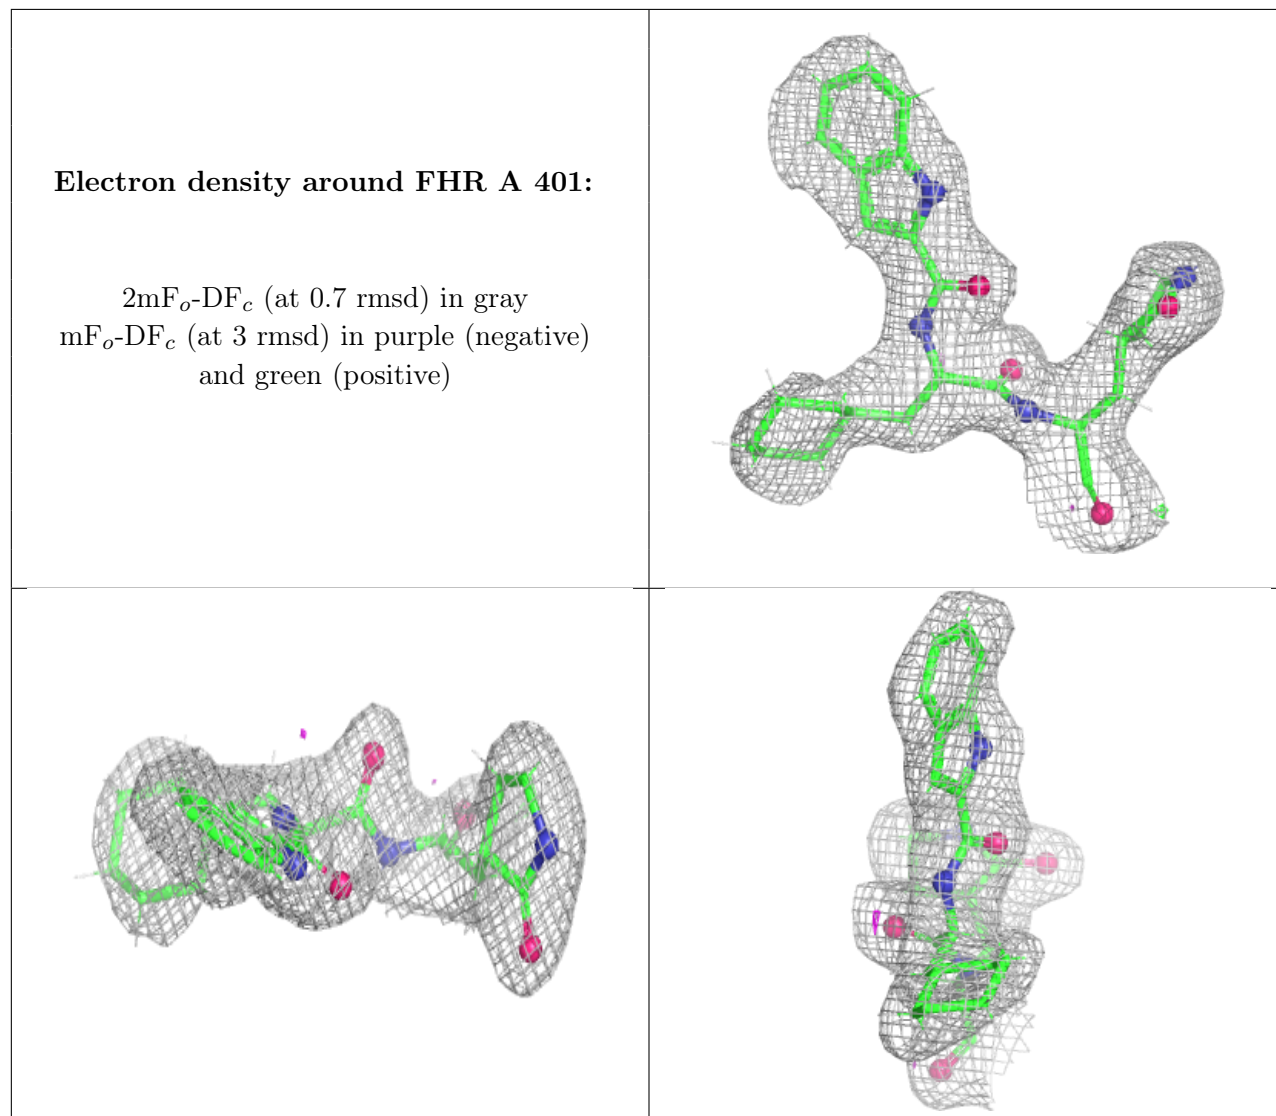 Electron density around FHR A 401:
2mFo-DFc (at 0.7 rmsd) in gray
mFo-DFc (at 3 rmsd) in purple (negative)
and green (positive)